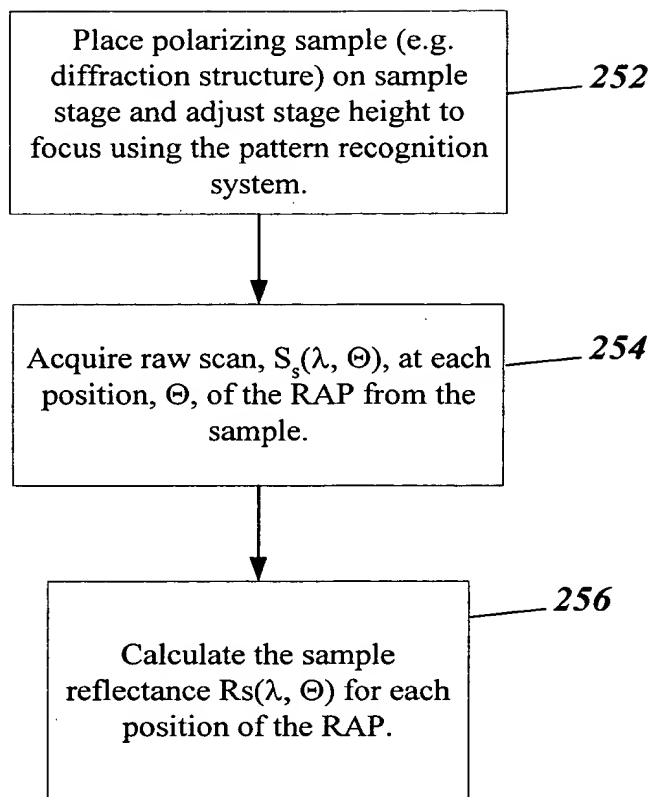 Place polarizing sample (e.g.
diffraction structure) on sample
stage and adjust stage height to
focus using the pattern recognition
system.
252
Acquire raw scan, Sₛ(λ, Θ), at each
position, Θ, of the RAP from the
sample.
254
Calculate the sample
reflectance Rs(λ, Θ) for each
position of the RAP.
256